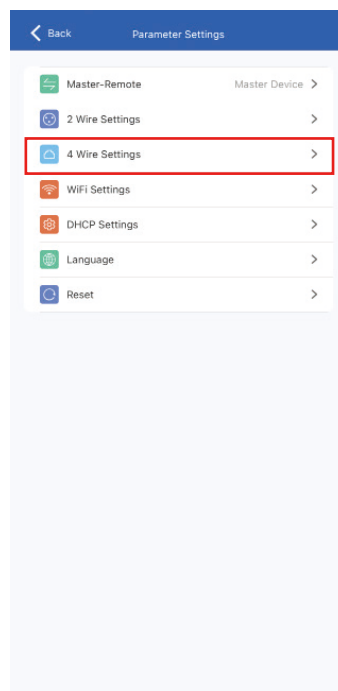 Back Parameter Settings
Master-Remote Master Device
2 Wire Settings
4 Wire Settings
WiFi Settings
DHCP Settings
Language
Reset